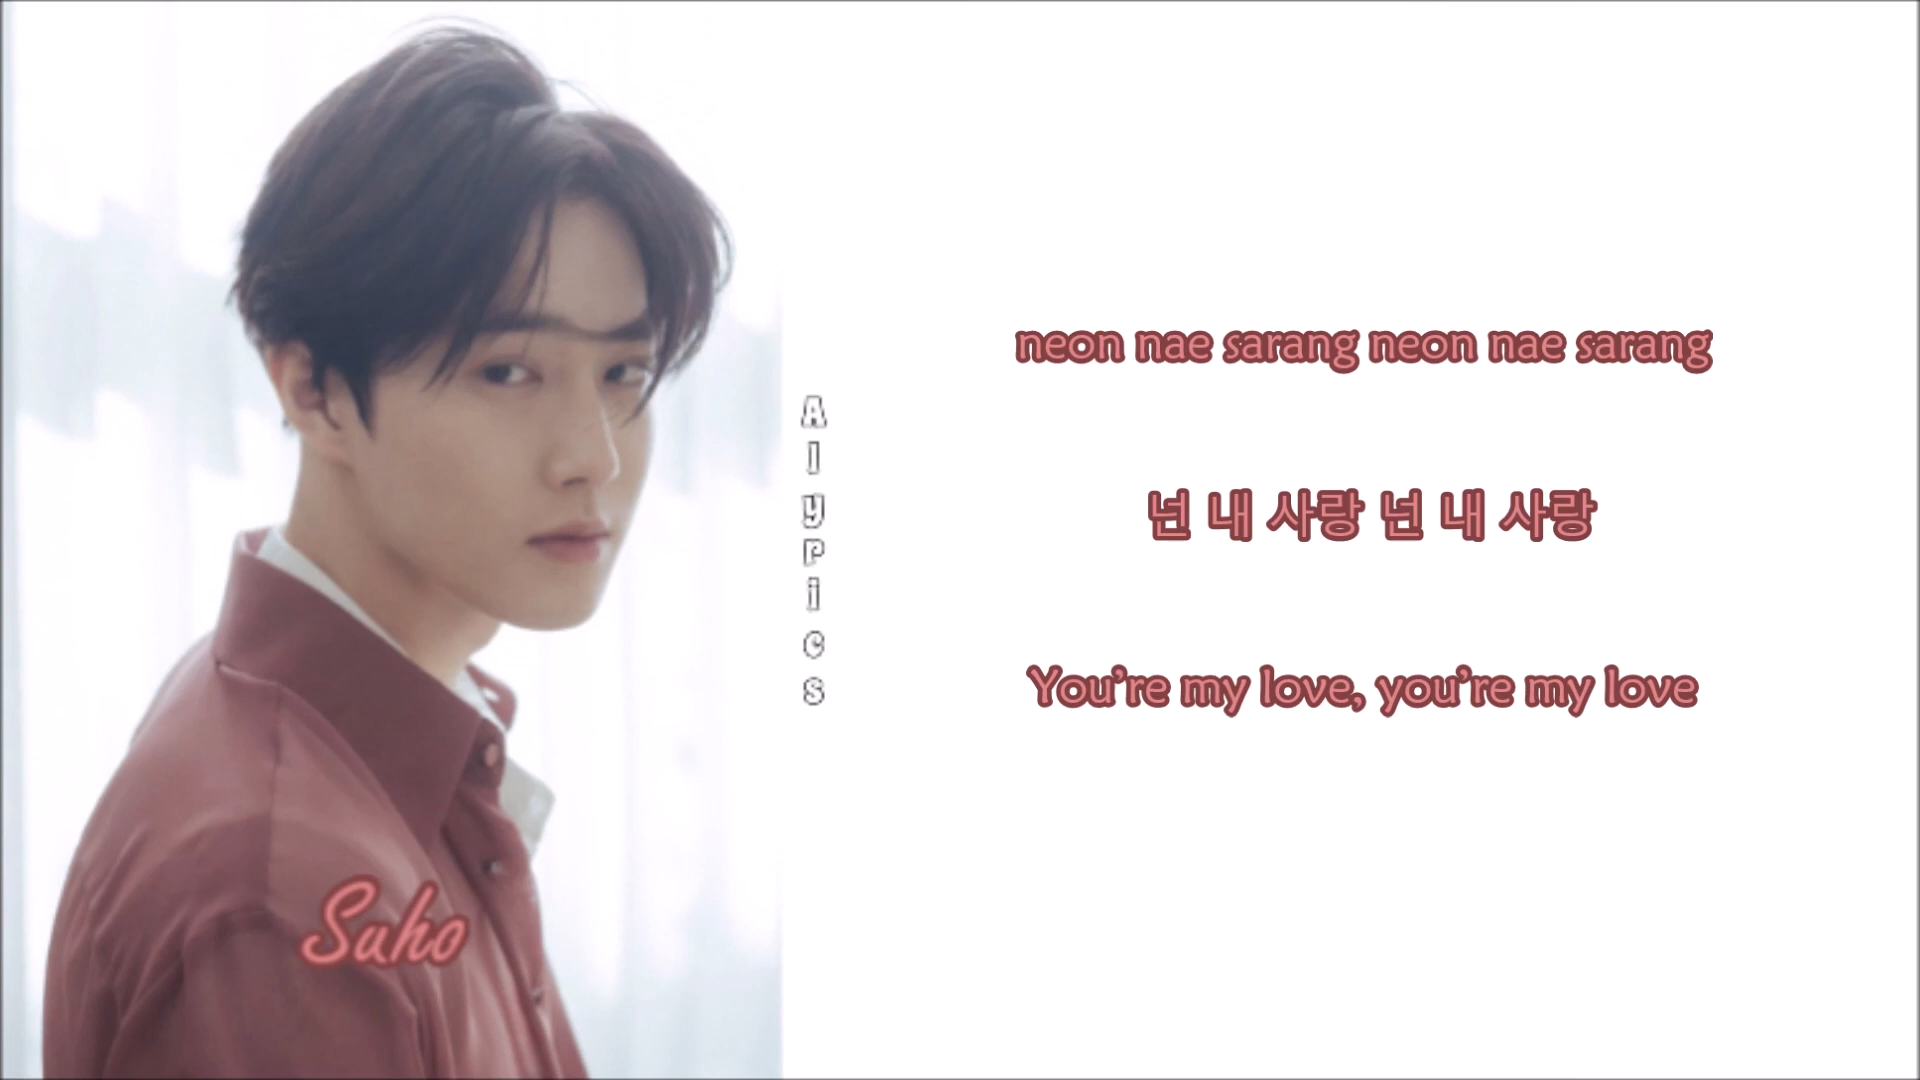 neon nae sarang neon nae sarang
넌 내 사랑 넌 내 사랑
You're my love, you're my love
Alyrics
Suho